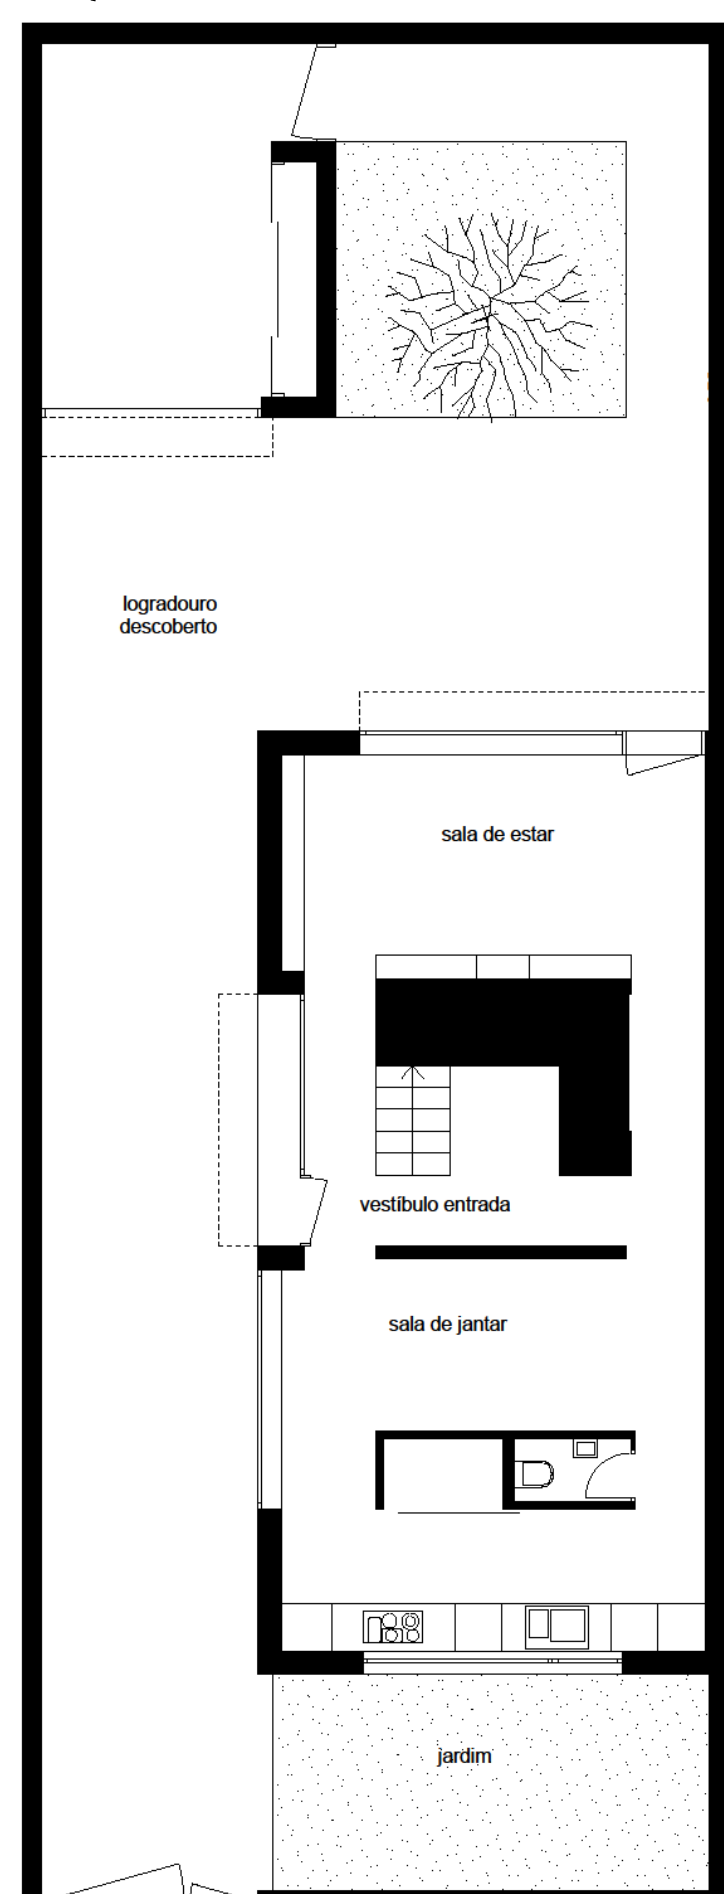 logradouro
descoberto
sala de estar
vestíbulo entrada
sala de jantar
jardim